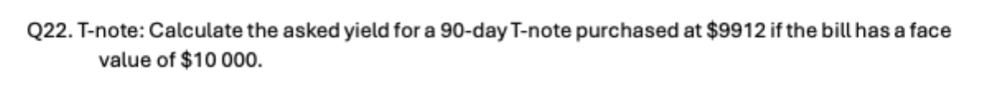 Q22. T-note: Calculate the asked yield for a 90-day T-note purchased at $9912 if the bill has a face
value of $10 000.